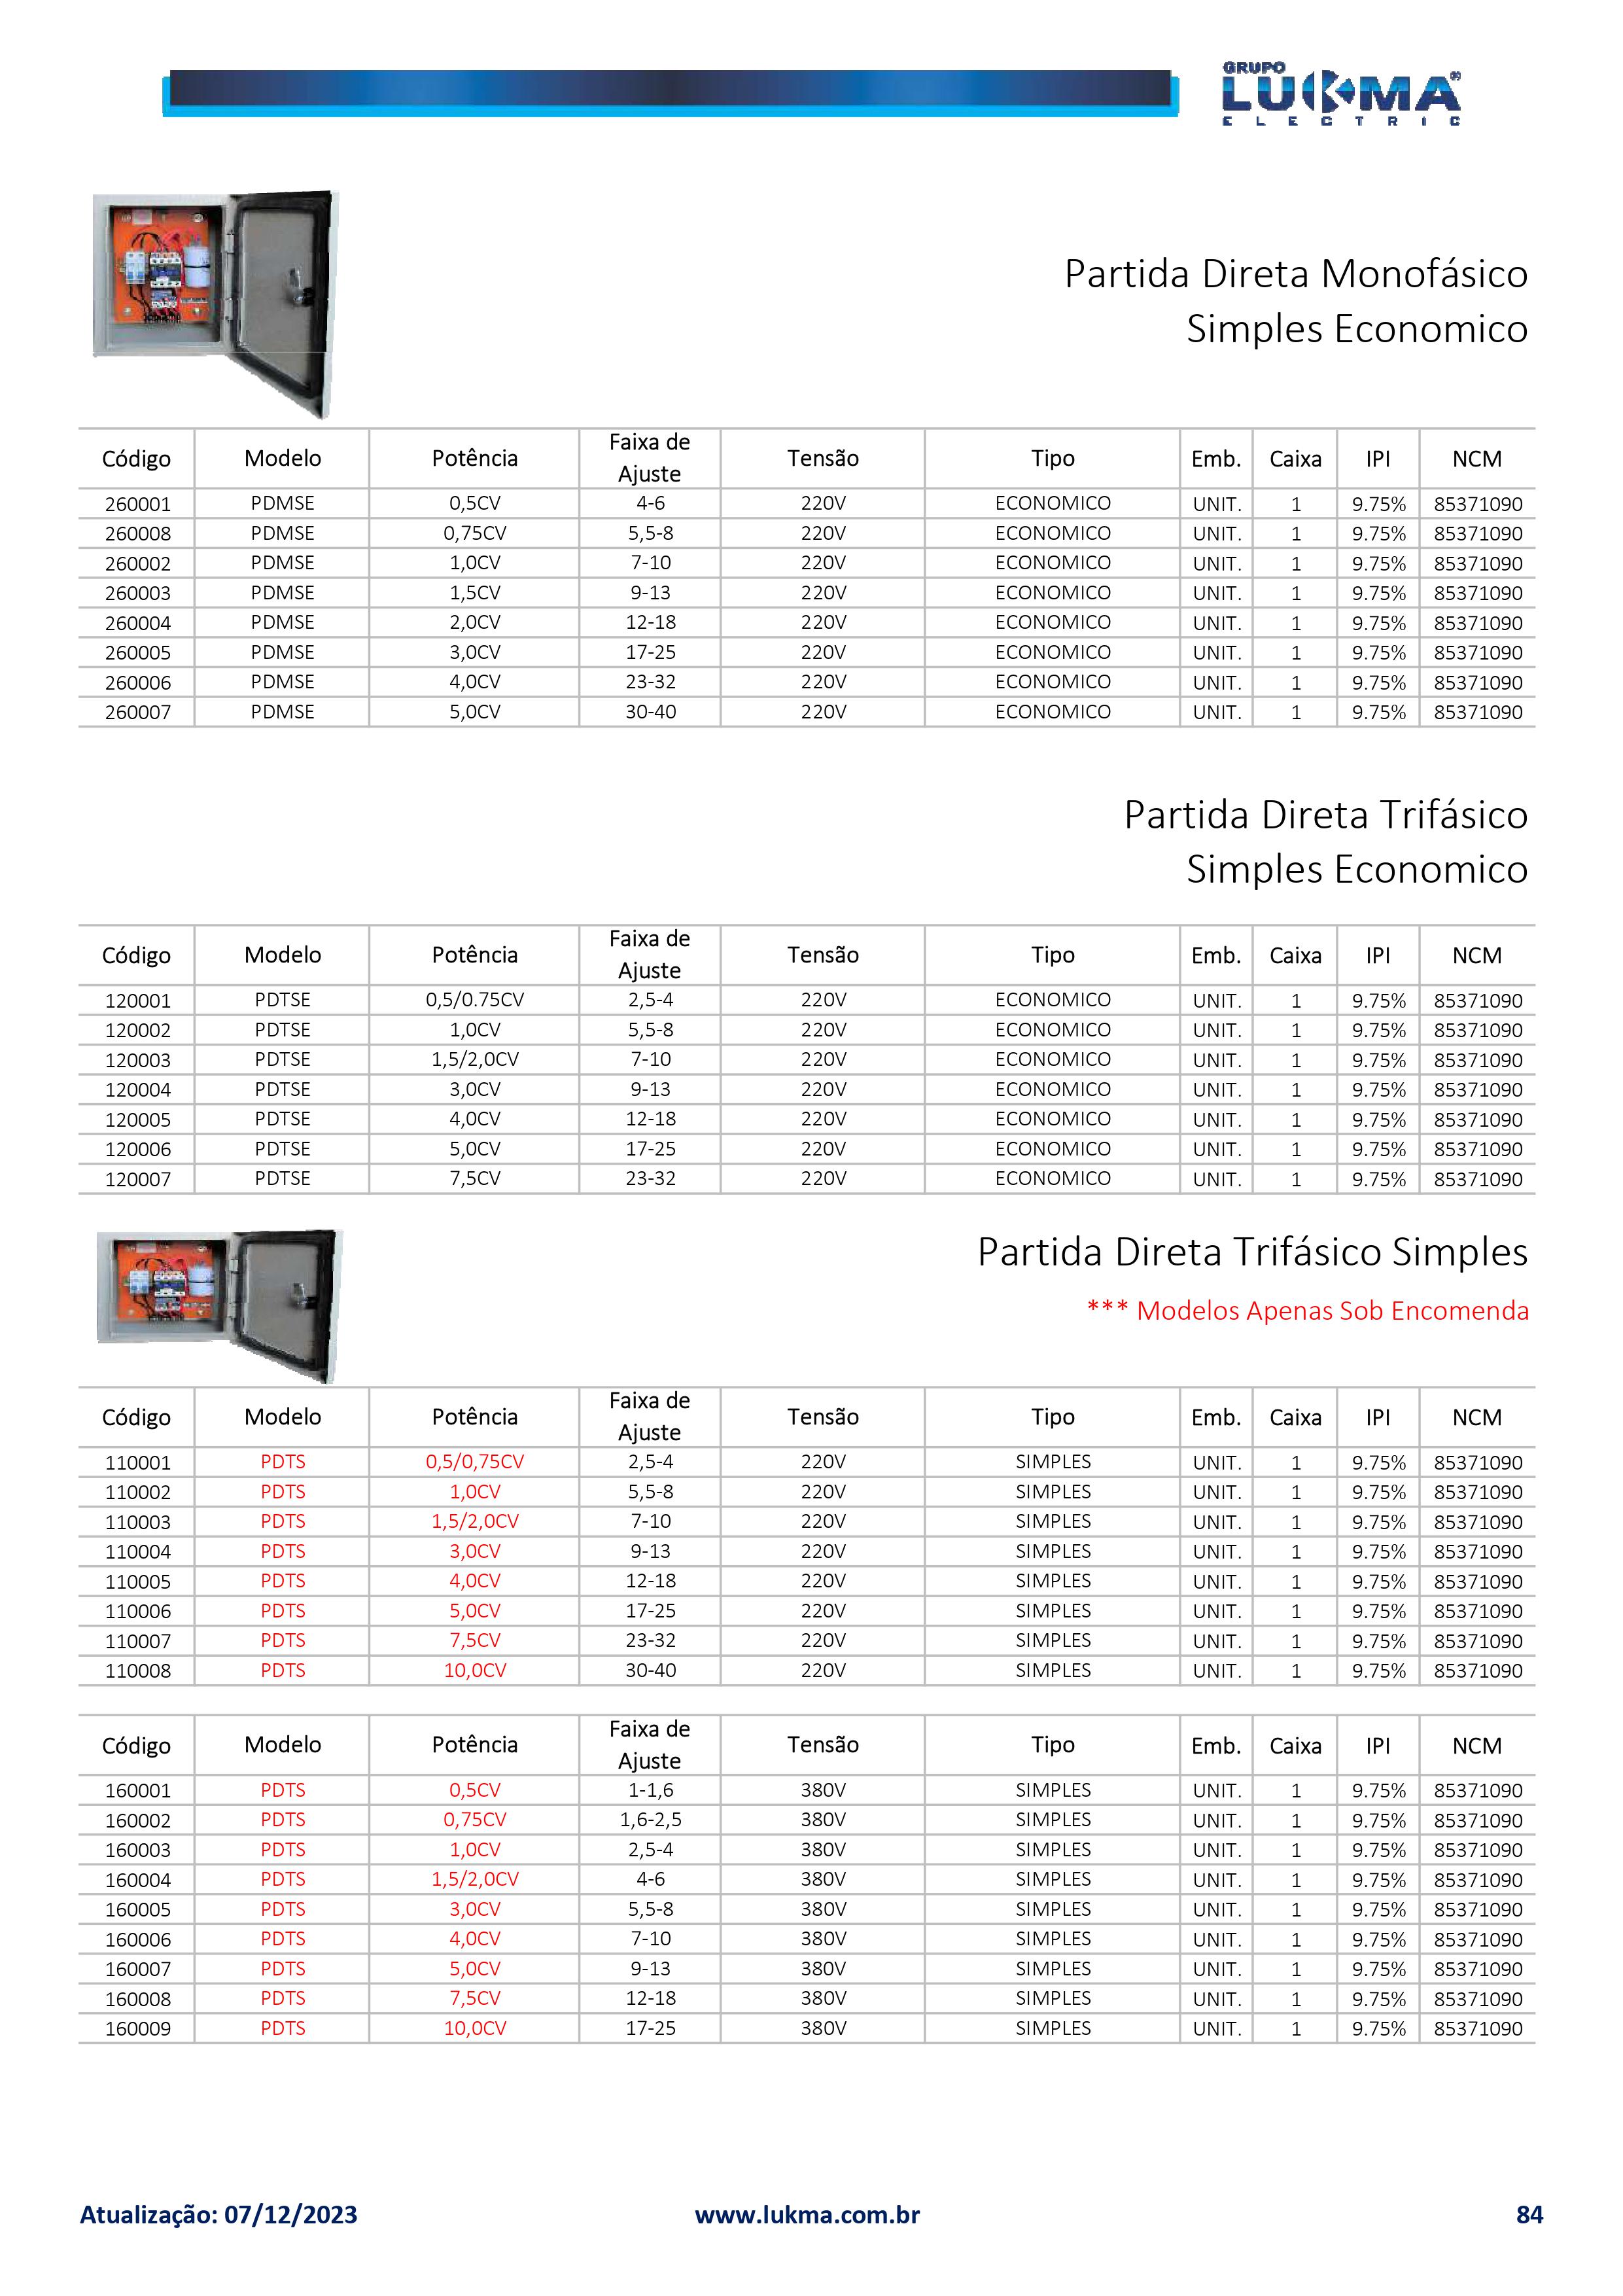 GRUPO
LUKMA®
ELECTRIC
Partida Direta Monofásico
Simples Economico
Código Modelo Potência Faixa de Ajuste Tensão Tipo Emb. Caixa IPI NCM
260001 PDMSE 0,5CV 4-6 220V ECONOMICO UNIT. 1 9.75% 85371090
260008 PDMSE 0,75CV 5,5-8 220V ECONOMICO UNIT. 1 9.75% 85371090
260002 PDMSE 1,0CV 7-10 220V ECONOMICO UNIT. 1 9.75% 85371090
260003 PDMSE 1,5CV 9-13 220V ECONOMICO UNIT. 1 9.75% 85371090
260004 PDMSE 2,0CV 12-18 220V ECONOMICO UNIT. 1 9.75% 85371090
260005 PDMSE 3,0CV 17-25 220V ECONOMICO UNIT. 1 9.75% 85371090
260006 PDMSE 4,0CV 23-32 220V ECONOMICO UNIT. 1 9.75% 85371090
260007 PDMSE 5,0CV 30-40 220V ECONOMICO UNIT. 1 9.75% 85371090
Partida Direta Trifásico
Simples Economico
Código Modelo Potência Faixa de Ajuste Tensão Tipo Emb. Caixa IPI NCM
120001 PDTSE 0,5/0.75CV 2,5-4 220V ECONOMICO UNIT. 1 9.75% 85371090
120002 PDTSE 1,0CV 5,5-8 220V ECONOMICO UNIT. 1 9.75% 85371090
120003 PDTSE 1,5/2,0CV 7-10 220V ECONOMICO UNIT. 1 9.75% 85371090
120004 PDTSE 3,0CV 9-13 220V ECONOMICO UNIT. 1 9.75% 85371090
120005 PDTSE 4,0CV 12-18 220V ECONOMICO UNIT. 1 9.75% 85371090
120006 PDTSE 5,0CV 17-25 220V ECONOMICO UNIT. 1 9.75% 85371090
120007 PDTSE 7,5CV 23-32 220V ECONOMICO UNIT. 1 9.75% 85371090
Partida Direta Trifásico Simples
*** Modelos Apenas Sob Encomenda
Código Modelo Potência Faixa de Ajuste Tensão Tipo Emb. Caixa IPI NCM
110001 PDTS 0,5/0,75CV 2,5-4 220V SIMPLES UNIT. 1 9.75% 85371090
110002 PDTS 1,0CV 5,5-8 220V SIMPLES UNIT. 1 9.75% 85371090
110003 PDTS 1,5/2,0CV 7-10 220V SIMPLES UNIT. 1 9.75% 85371090
110004 PDTS 3,0CV 9-13 220V SIMPLES UNIT. 1 9.75% 85371090
110005 PDTS 4,0CV 12-18 220V SIMPLES UNIT. 1 9.75% 85371090
110006 PDTS 5,0CV 17-25 220V SIMPLES UNIT. 1 9.75% 85371090
110007 PDTS 7,5CV 23-32 220V SIMPLES UNIT. 1 9.75% 85371090
110008 PDTS 10,0CV 30-40 220V SIMPLES UNIT. 1 9.75% 85371090
Código Modelo Potência Faixa de Ajuste Tensão Tipo Emb. Caixa IPI NCM
160001 PDTS 0,5CV 1-1,6 380V SIMPLES UNIT. 1 9.75% 85371090
160002 PDTS 0,75CV 1,6-2,5 380V SIMPLES UNIT. 1 9.75% 85371090
160003 PDTS 1,0CV 2,5-4 380V SIMPLES UNIT. 1 9.75% 85371090
160004 PDTS 1,5/2,0CV 4-6 380V SIMPLES UNIT. 1 9.75% 85371090
160005 PDTS 3,0CV 5,5-8 380V SIMPLES UNIT. 1 9.75% 85371090
160006 PDTS 4,0CV 7-10 380V SIMPLES UNIT. 1 9.75% 85371090
160007 PDTS 5,0CV 9-13 380V SIMPLES UNIT. 1 9.75% 85371090
160008 PDTS 7,5CV 12-18 380V SIMPLES UNIT. 1 9.75% 85371090
160009 PDTS 10,0CV 17-25 380V SIMPLES UNIT. 1 9.75% 85371090
Atualização: 07/12/2023 www.lukma.com.br 84